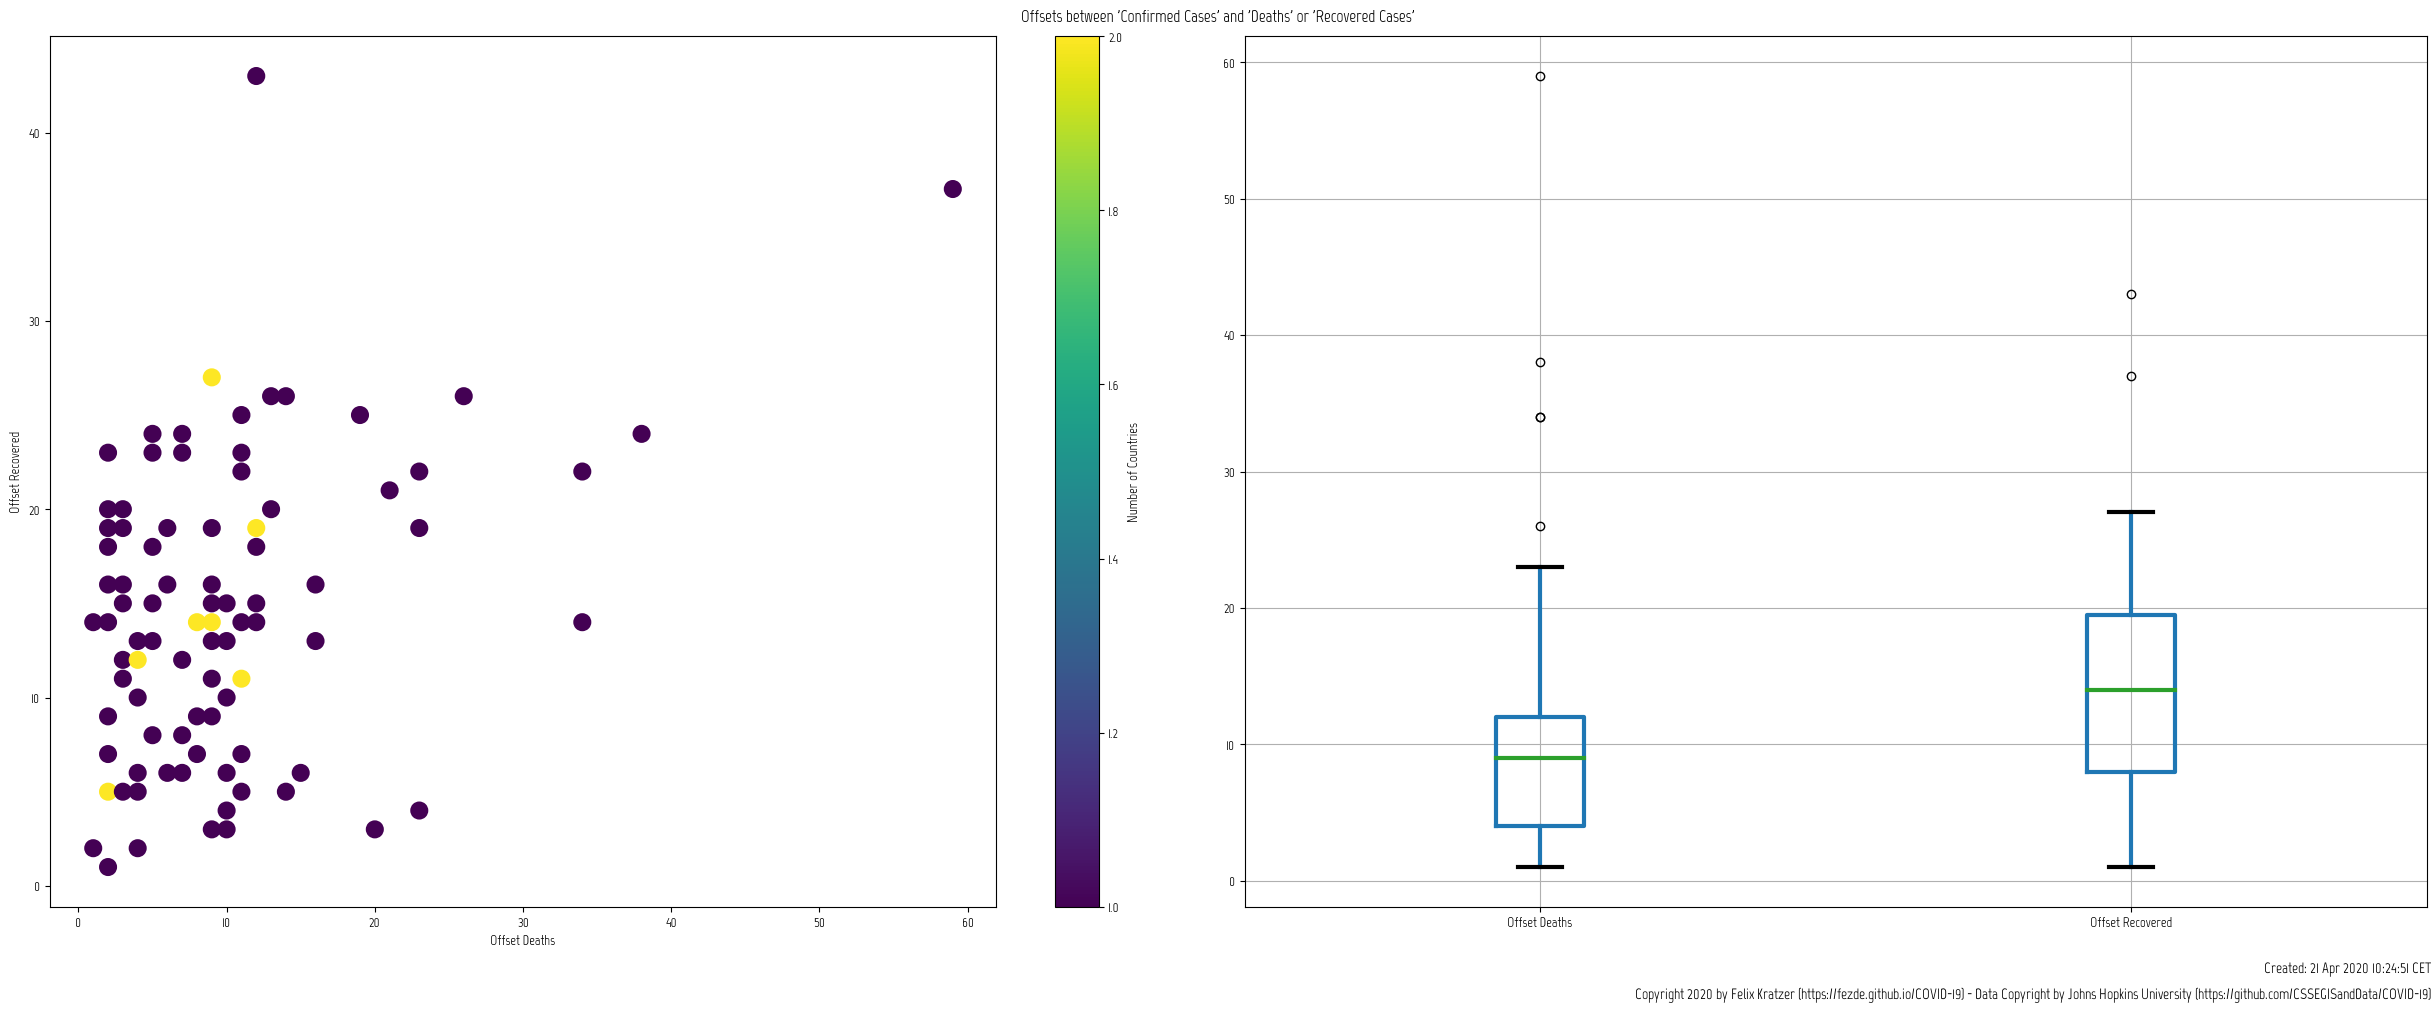 Offsets between 'Confirmed Cases' and 'Deaths' or 'Recovered Cases'
40
30
20
10
0
Offset Recovered
0 10 20 30 40 50 60
Offset Deaths
2.0
1.8
1.6
1.4
1.2
1.0
Number of Countries
60
50
40
30
20
10
0
Offset Deaths Offset Recovered
Created: 21 Apr 2020 10:24:51 CET
Copyright 2020 by Felix Kratzer (https://fezde.github.io/COVID-19) - Data Copyright by Johns Hopkins University (https://github.com/CSSEGISandData/COVID-19)